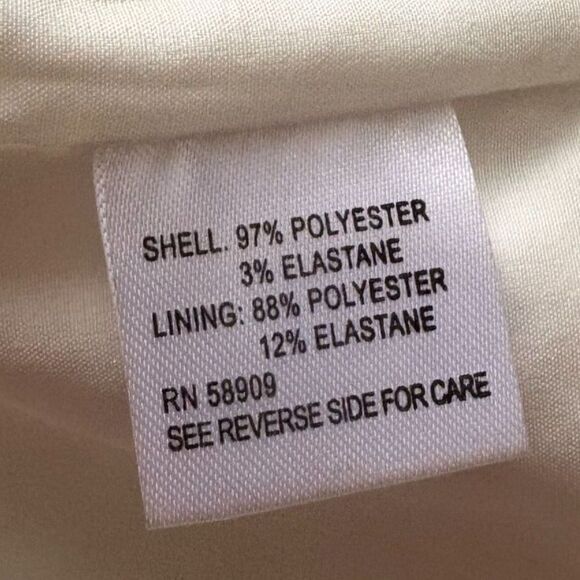 SHELL. 97% POLYESTER
3% ELASTANE
LINING: 88% POLYESTER
12% ELASTANE
RN 58909
SEE REVERSE SIDE FOR CARE